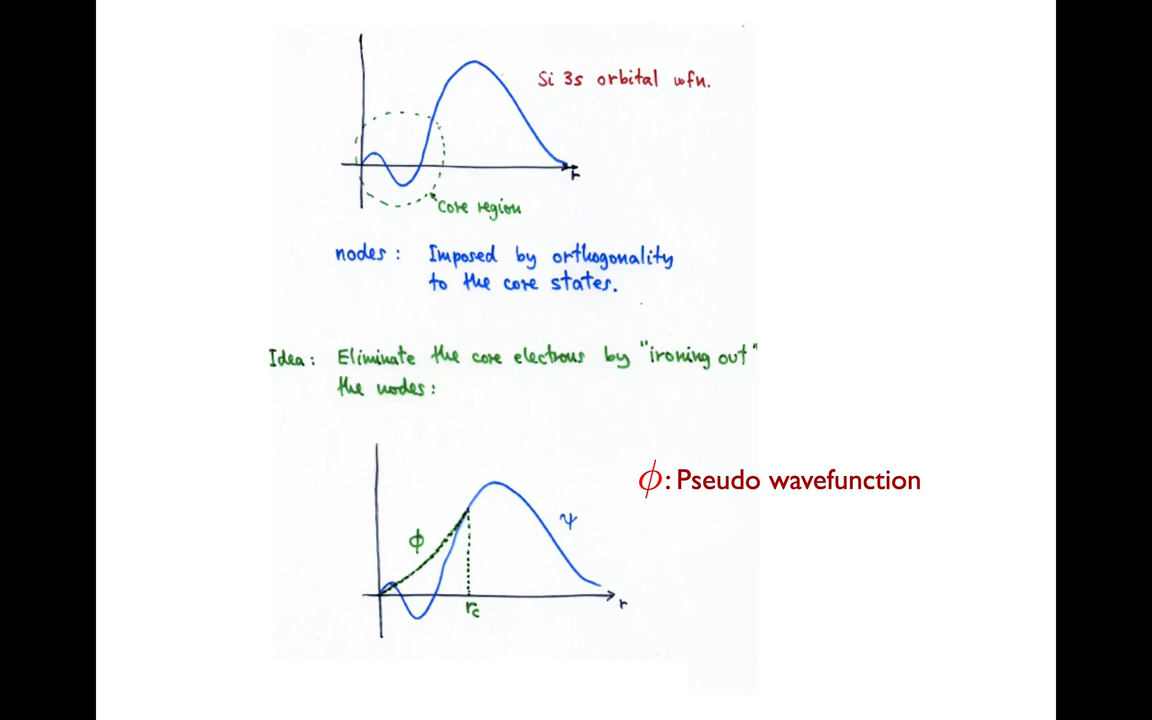 Si 3s orbital wfn.
r
core region
nodes : Imposed by orthogonality
to the core states.
Idea: Eliminate the core electrons by "ironing out"
the nodes:
ϕ: Pseudo wavefunction
ψ
ϕ
r
r_c